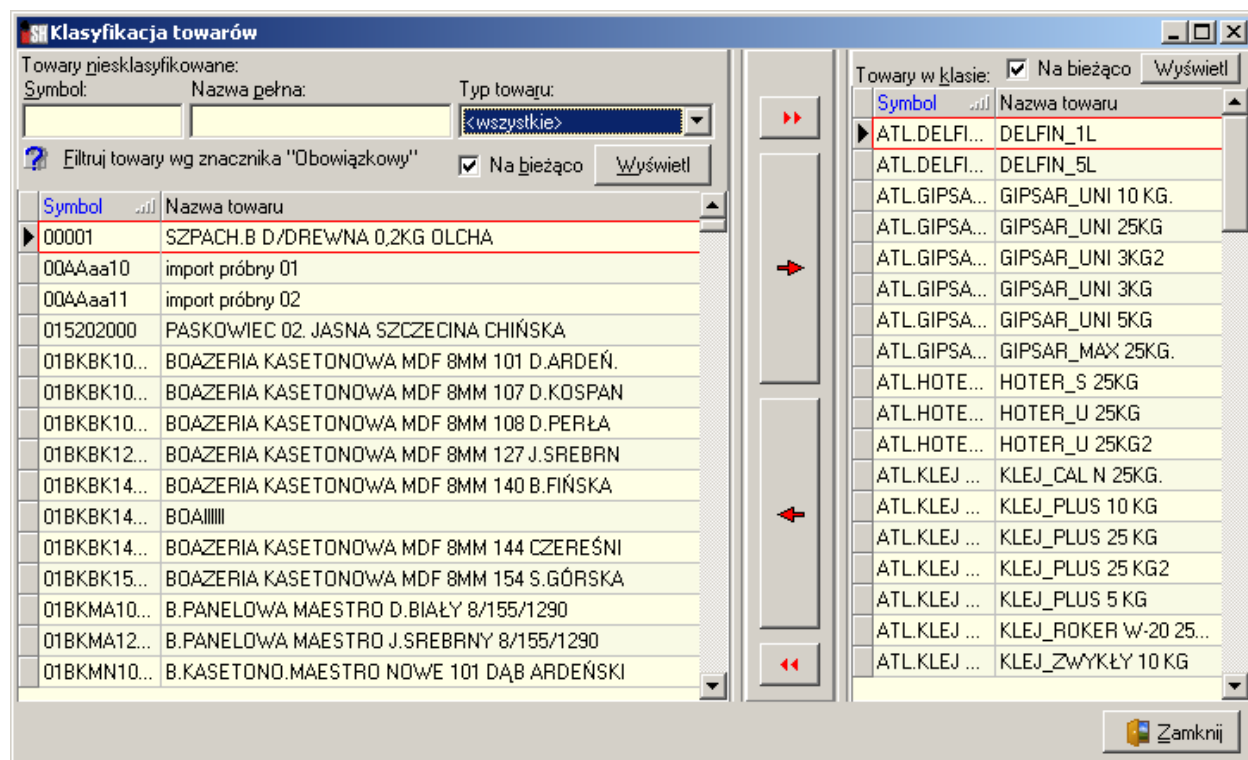 Klasyfikacja towarów
Towary niesklasyfikowane:
Symbol: Nazwa pełna: Typ towaru:
<wszystkie>
Filtruj towary wg znacznika "Obowiązkowy" Na bieżąco Wyświetl
Symbol Nazwa towaru
00001 SZPACH.B D/DREWNA 0,2KG OLCHA
00AAaa10 import próbny 01
00AAaa11 import próbny 02
015202000 PASKOWIEC 02. JASNA SZCZECINA CHIŃSKA
01BKBK10... BOAZERIA KASETONOWA MDF 8MM 101 D.ARDEŃ.
01BKBK10... BOAZERIA KASETONOWA MDF 8MM 107 D.KOSPAN
01BKBK10... BOAZERIA KASETONOWA MDF 8MM 108 D.PERŁA
01BKBK12... BOAZERIA KASETONOWA MDF 8MM 127 J.SREBRN
01BKBK14... BOAZERIA KASETONOWA MDF 8MM 140 B.FIŃSKA
01BKBK14...
01BKBK14... BOAZERIA KASETONOWA MDF 8MM 144 CZEREŚNI
01BKBK15... BOAZERIA KASETONOWA MDF 8MM 154 S.GÓRSKA
01BKMA10... B.PANELOWA MAESTRO D.BIAŁY 8/155/1290
01BKMA12... B.PANELOWA MAESTRO J.SREBRNY 8/155/1290
01BKMN10... B.KASETONO.MAESTRO NOWE 101 DĄB ARDEŃSKI
Towary w klasie: Na bieżąco Wyświetl
Symbol Nazwa towaru
ATL.DELFI... DELFIN_1L
ATL.DELFI... DELFIN_5L
ATL.GIPSA... GIPSAR_UNI 10 KG.
ATL.GIPSA... GIPSAR_UNI 25KG
ATL.GIPSA... GIPSAR_UNI 3KG2
ATL.GIPSA... GIPSAR_UNI 3KG
ATL.GIPSA... GIPSAR_UNI 5KG
ATL.GIPSA... GIPSAR_MAX 25KG.
ATL.HOTE... HOTER_S 25KG
ATL.HOTE... HOTER_U 25KG
ATL.HOTE... HOTER_U 25KG2
ATL.KLEJ ... KLEJ_CAL N 25KG.
ATL.KLEJ ... KLEJ_PLUS 10 KG
ATL.KLEJ ... KLEJ_PLUS 25 KG
ATL.KLEJ ... KLEJ_PLUS 25 KG2
ATL.KLEJ ... KLEJ_PLUS 5 KG
ATL.KLEJ ... KLEJ_ROKER W-20 25...
ATL.KLEJ ... KLEJ_ZWYKŁY 10 KG
Zamknij